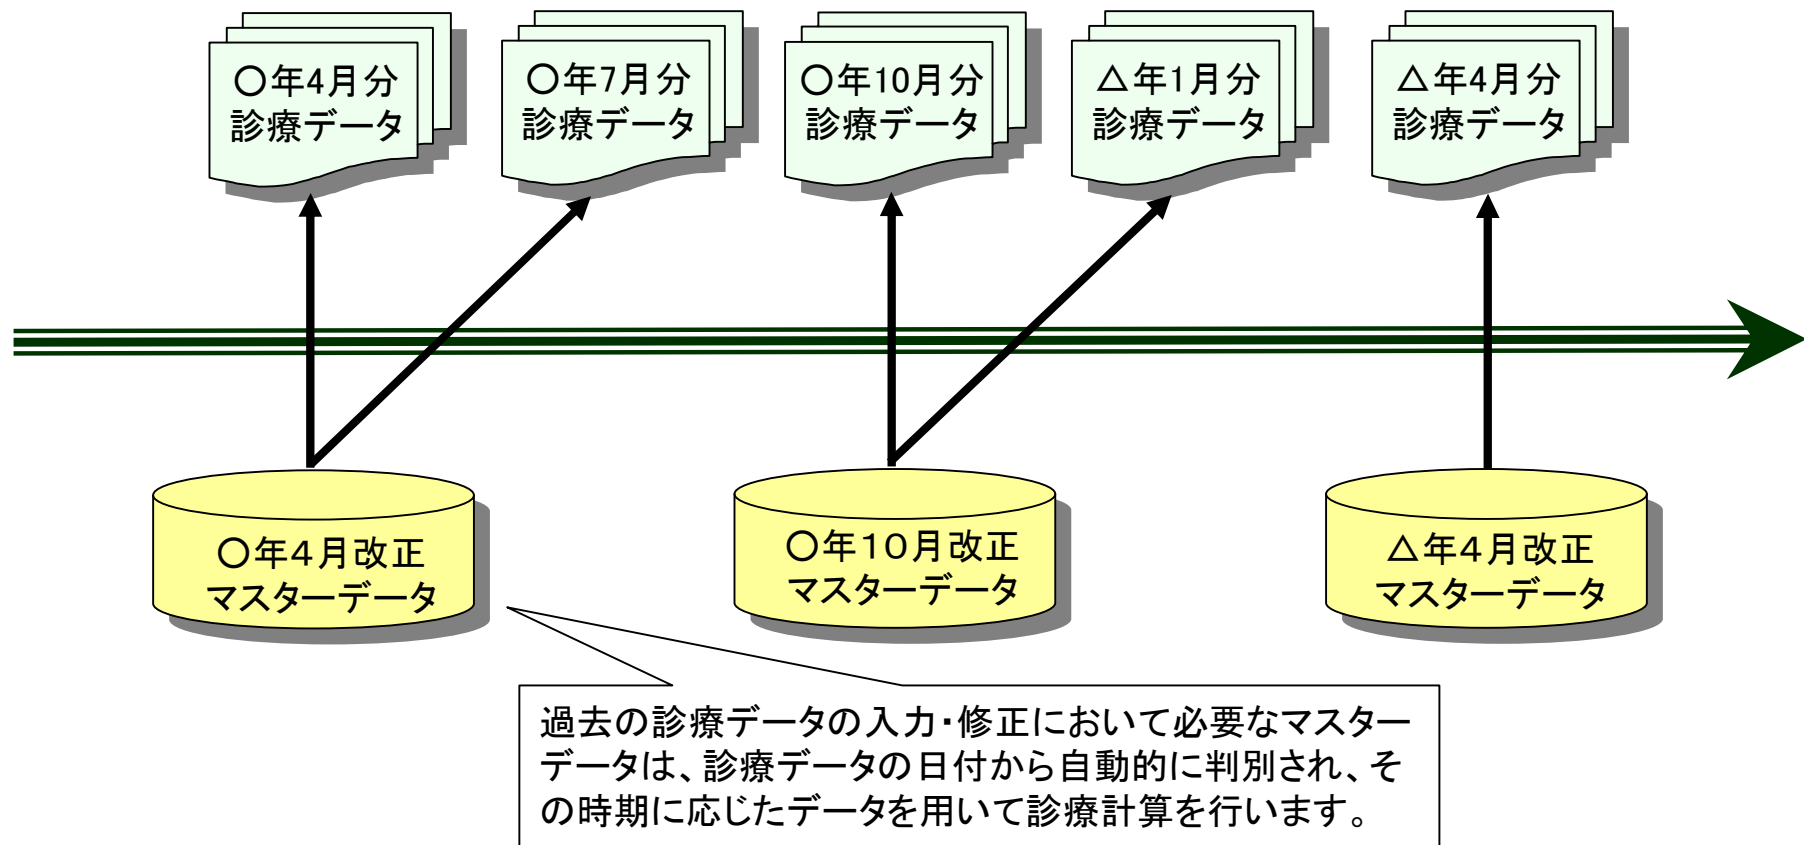 〇年4月分
診療データ
〇年7月分
診療データ
〇年10月分
診療データ
△年1月分
診療データ
△年4月分
診療データ
〇年４月改正
マスターデータ
〇年１０月改正
マスターデータ
△年４月改正
マスターデータ
過去の診療データの入力・修正において必要なマスター
データは、診療データの日付から自動的に判別され、そ
の時期に応じたデータを用いて診療計算を行います。